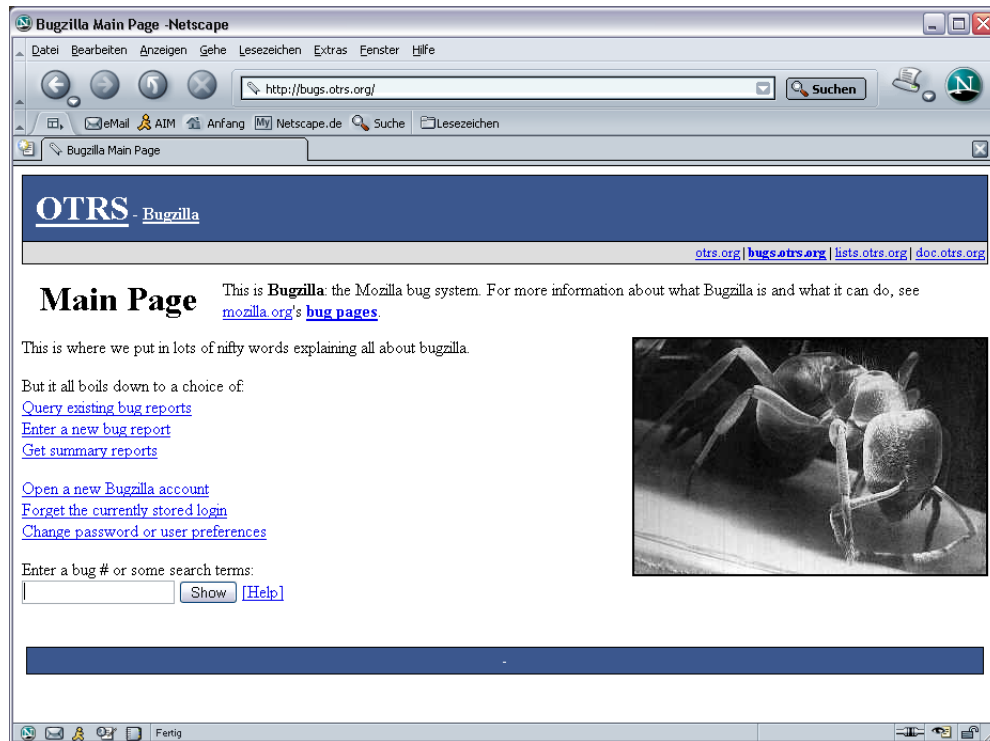 Bugzilla Main Page -Netscape
Datei Bearbeiten Anzeigen Gehe Lesezeichen Extras Fenster Hilfe
http://bugs.otrs.org/ Suchen N
eMail AIM Anfang My Netscape.de Suche Lesezeichen
Bugzilla Main Page
OTRS - Bugzilla
otrs.org | bugs.otrs.org | lists.otrs.org | doc.otrs.org
Main Page
This is Bugzilla: the Mozilla bug system. For more information about what Bugzilla is and what it can do, see
mozilla.org's bug pages.
This is where we put in lots of nifty words explaining all about bugzilla.
But it all boils down to a choice of:
Query existing bug reports
Enter a new bug report
Get summary reports
Open a new Bugzilla account
Forget the currently stored login
Change password or user preferences
Enter a bug # or some search terms:
Show [Help]
-
Fertig